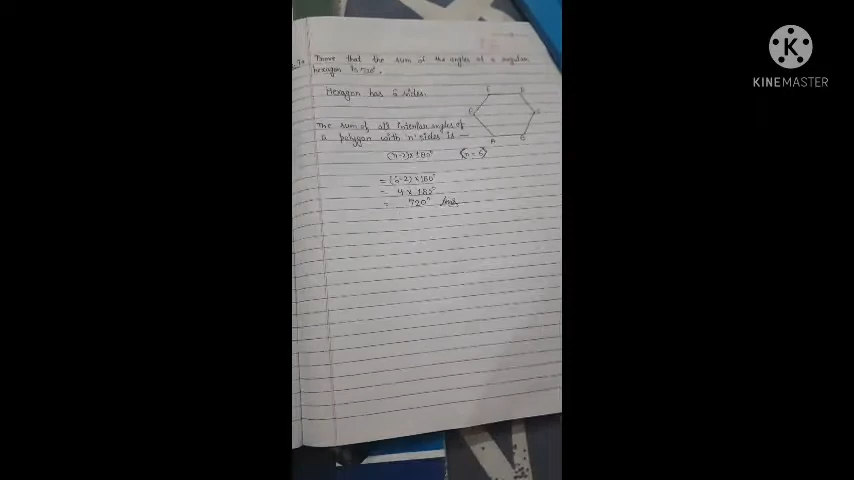 Prove that the sum of the angles of a
hexagon is 720°.
Hexagon has 6 sides.
The sum of all interior angles of
a polygon with 'n' sides is —
(n-2)×180° (n=6)
= (6-2)×180°
= 4 × 180°
= 720° Ans
E D
F C
A B
K
KINEMASTER